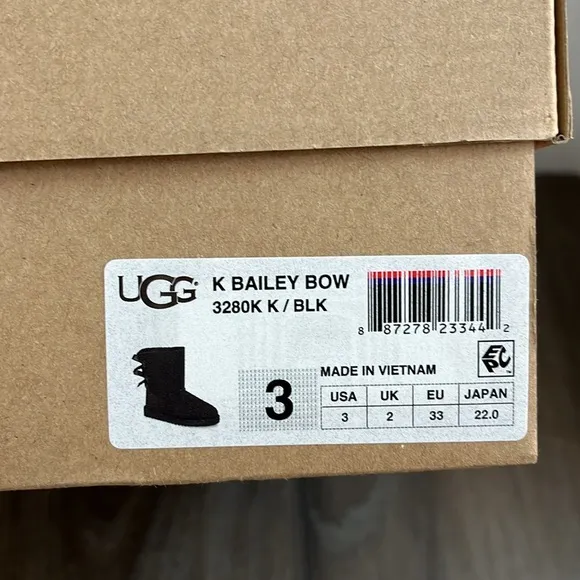 UGG
K BAILEY BOW
3280K K / BLK
8 87278 23344 2
EPC
3
MADE IN VIETNAM
USA UK EU JAPAN
3 2 33 22.0